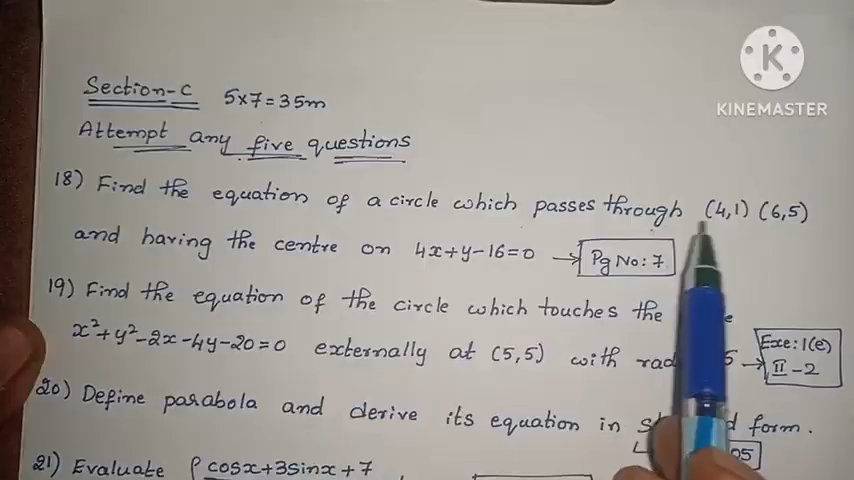 KINEMASTER
Section-C 5x7=35m
Attempt any five questions
18) Find the equation of a circle which passes through (4,1) (6,5)
and having the centre on 4x+y-16=0 → Pg No: 7
19) Find the equation of the circle which touches the
x²+y²-2x-4y-20=0 externally at (5,5) with 5 → Exe: 1(e)
II-2
20) Define parabola and derive its equation in form.
21) Evaluate ∫ cosx+3sinx+7